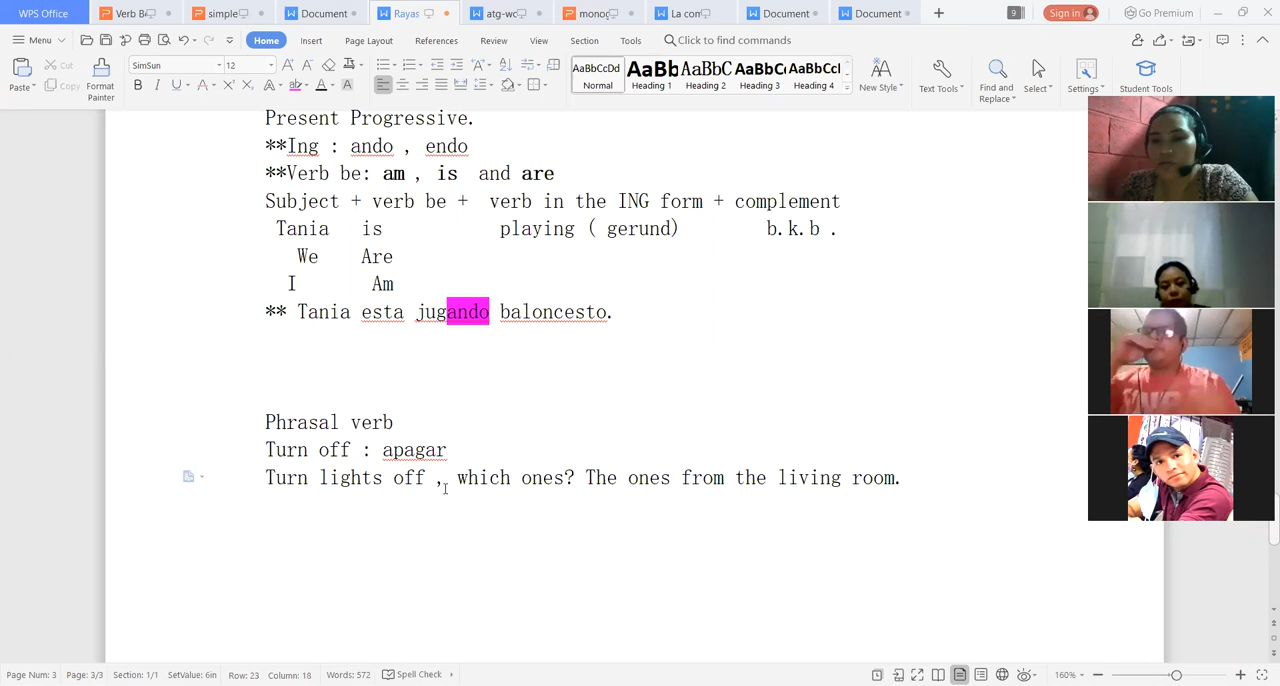 WPS Office
Verb B
simple
Document
Rayas
atg-wo
mono
La com
Document
Document
9
Sign in
Go Premium
Menu
Home
Insert
Page Layout
References
Review
View
Section
Tools
Click to find commands
Paste
Cut
Copy
Format Painter
SimSun
12
B I U
AaBbCcDd
Normal
AaBb
Heading 1
AaBbC
Heading 2
AaBbC
Heading 3
AaBbCcl
Heading 4
New Style
Text Tools
Find and Replace
Select
Settings
Student Tools
Present Progressive.
**Ing : ando , endo
**Verb be: am , is and are
Subject + verb be + verb in the ING form + complement
Tania is playing ( gerund) b.k.b .
We Are
I Am
** Tania esta jugando baloncesto.
Phrasal verb
Turn off : apagar
Turn lights off , which ones? The ones from the living room.
Page Num: 3
Page: 3/3
Section: 1/1
SetValue: 6in
Row: 23
Column: 18
Words: 572
Spell Check
160%